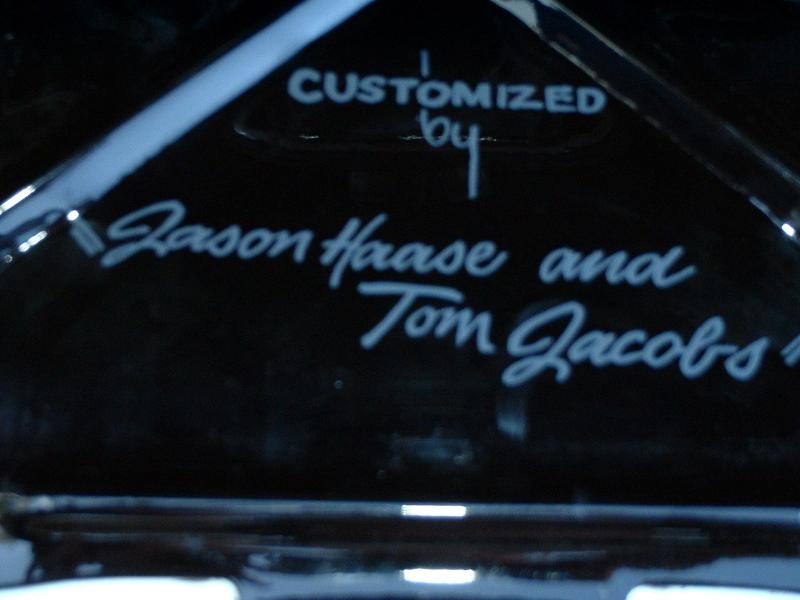 CUSTOMIZED
by
"Jason Haase and
Tom Jacobs"